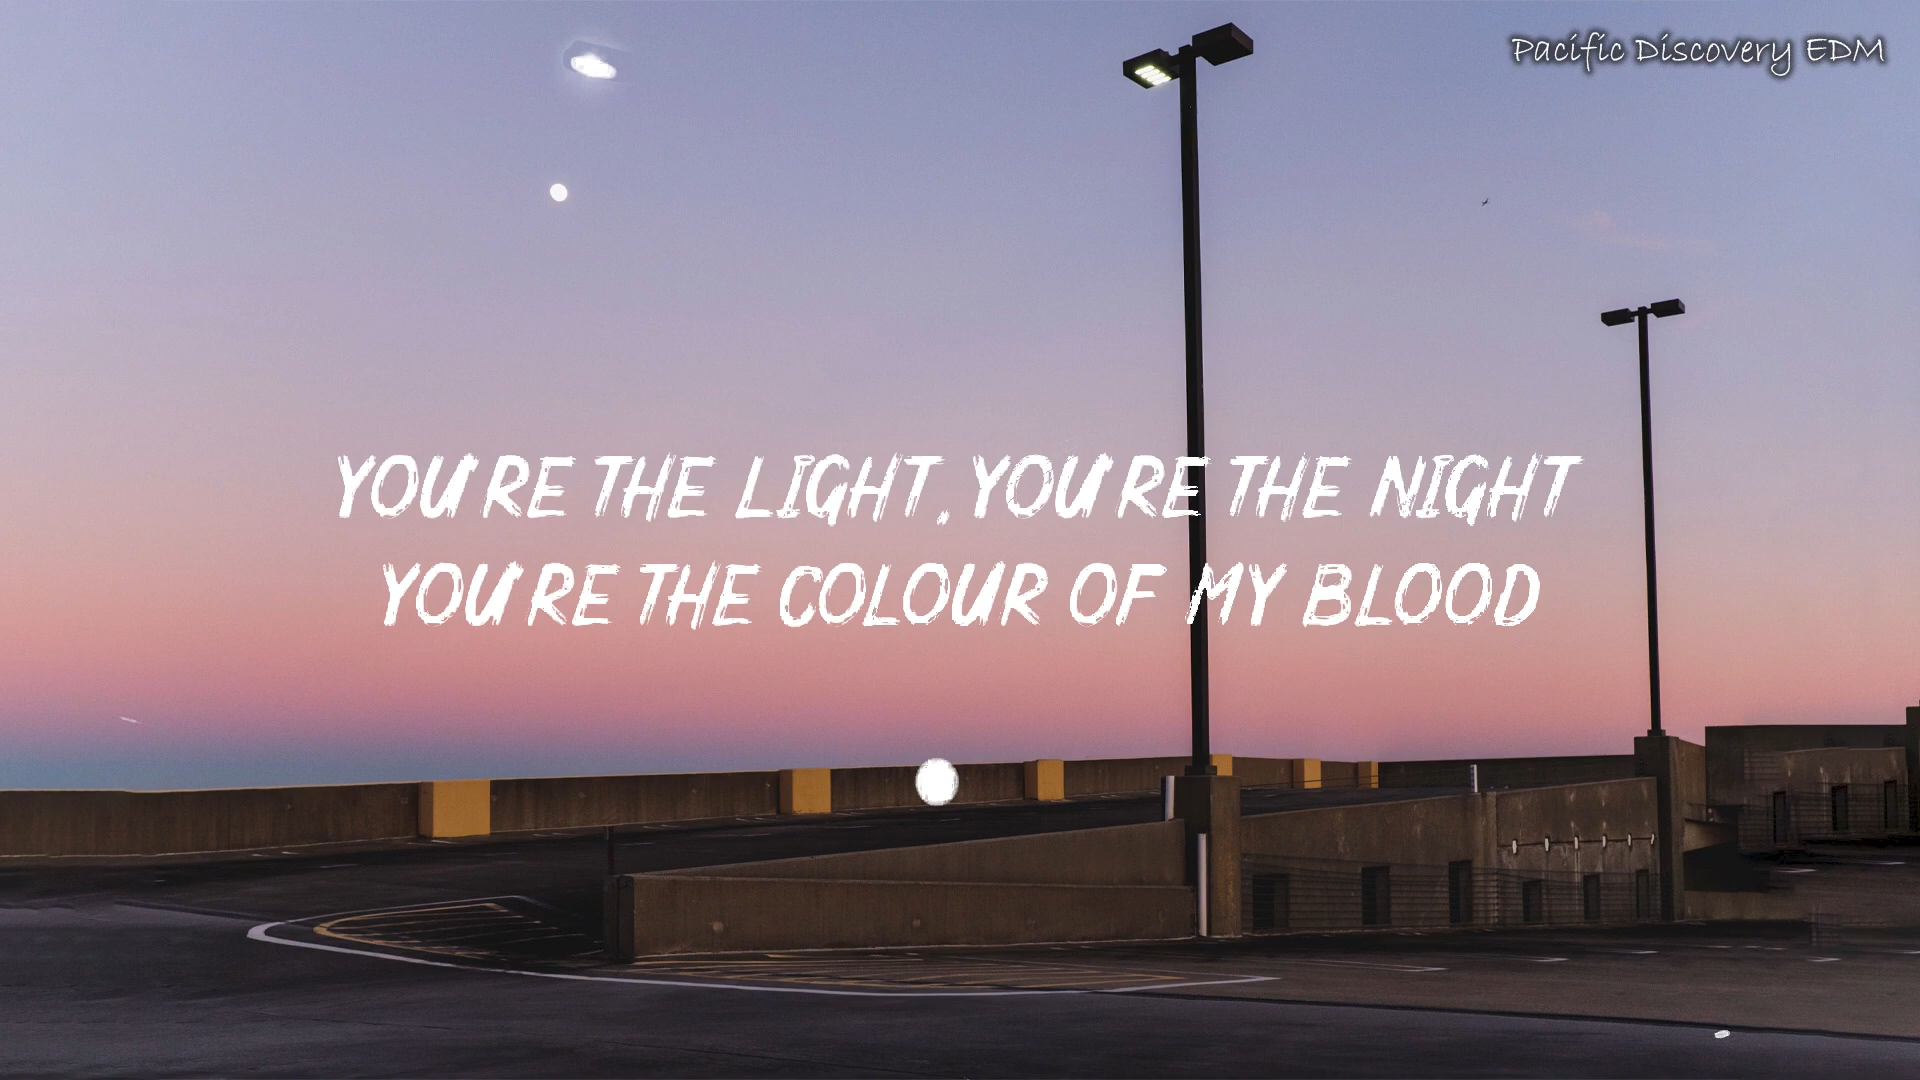 Pacific Discovery EDM
YOU'RE THE LIGHT, YOU'RE THE NIGHT
YOU'RE THE COLOUR OF MY BLOOD